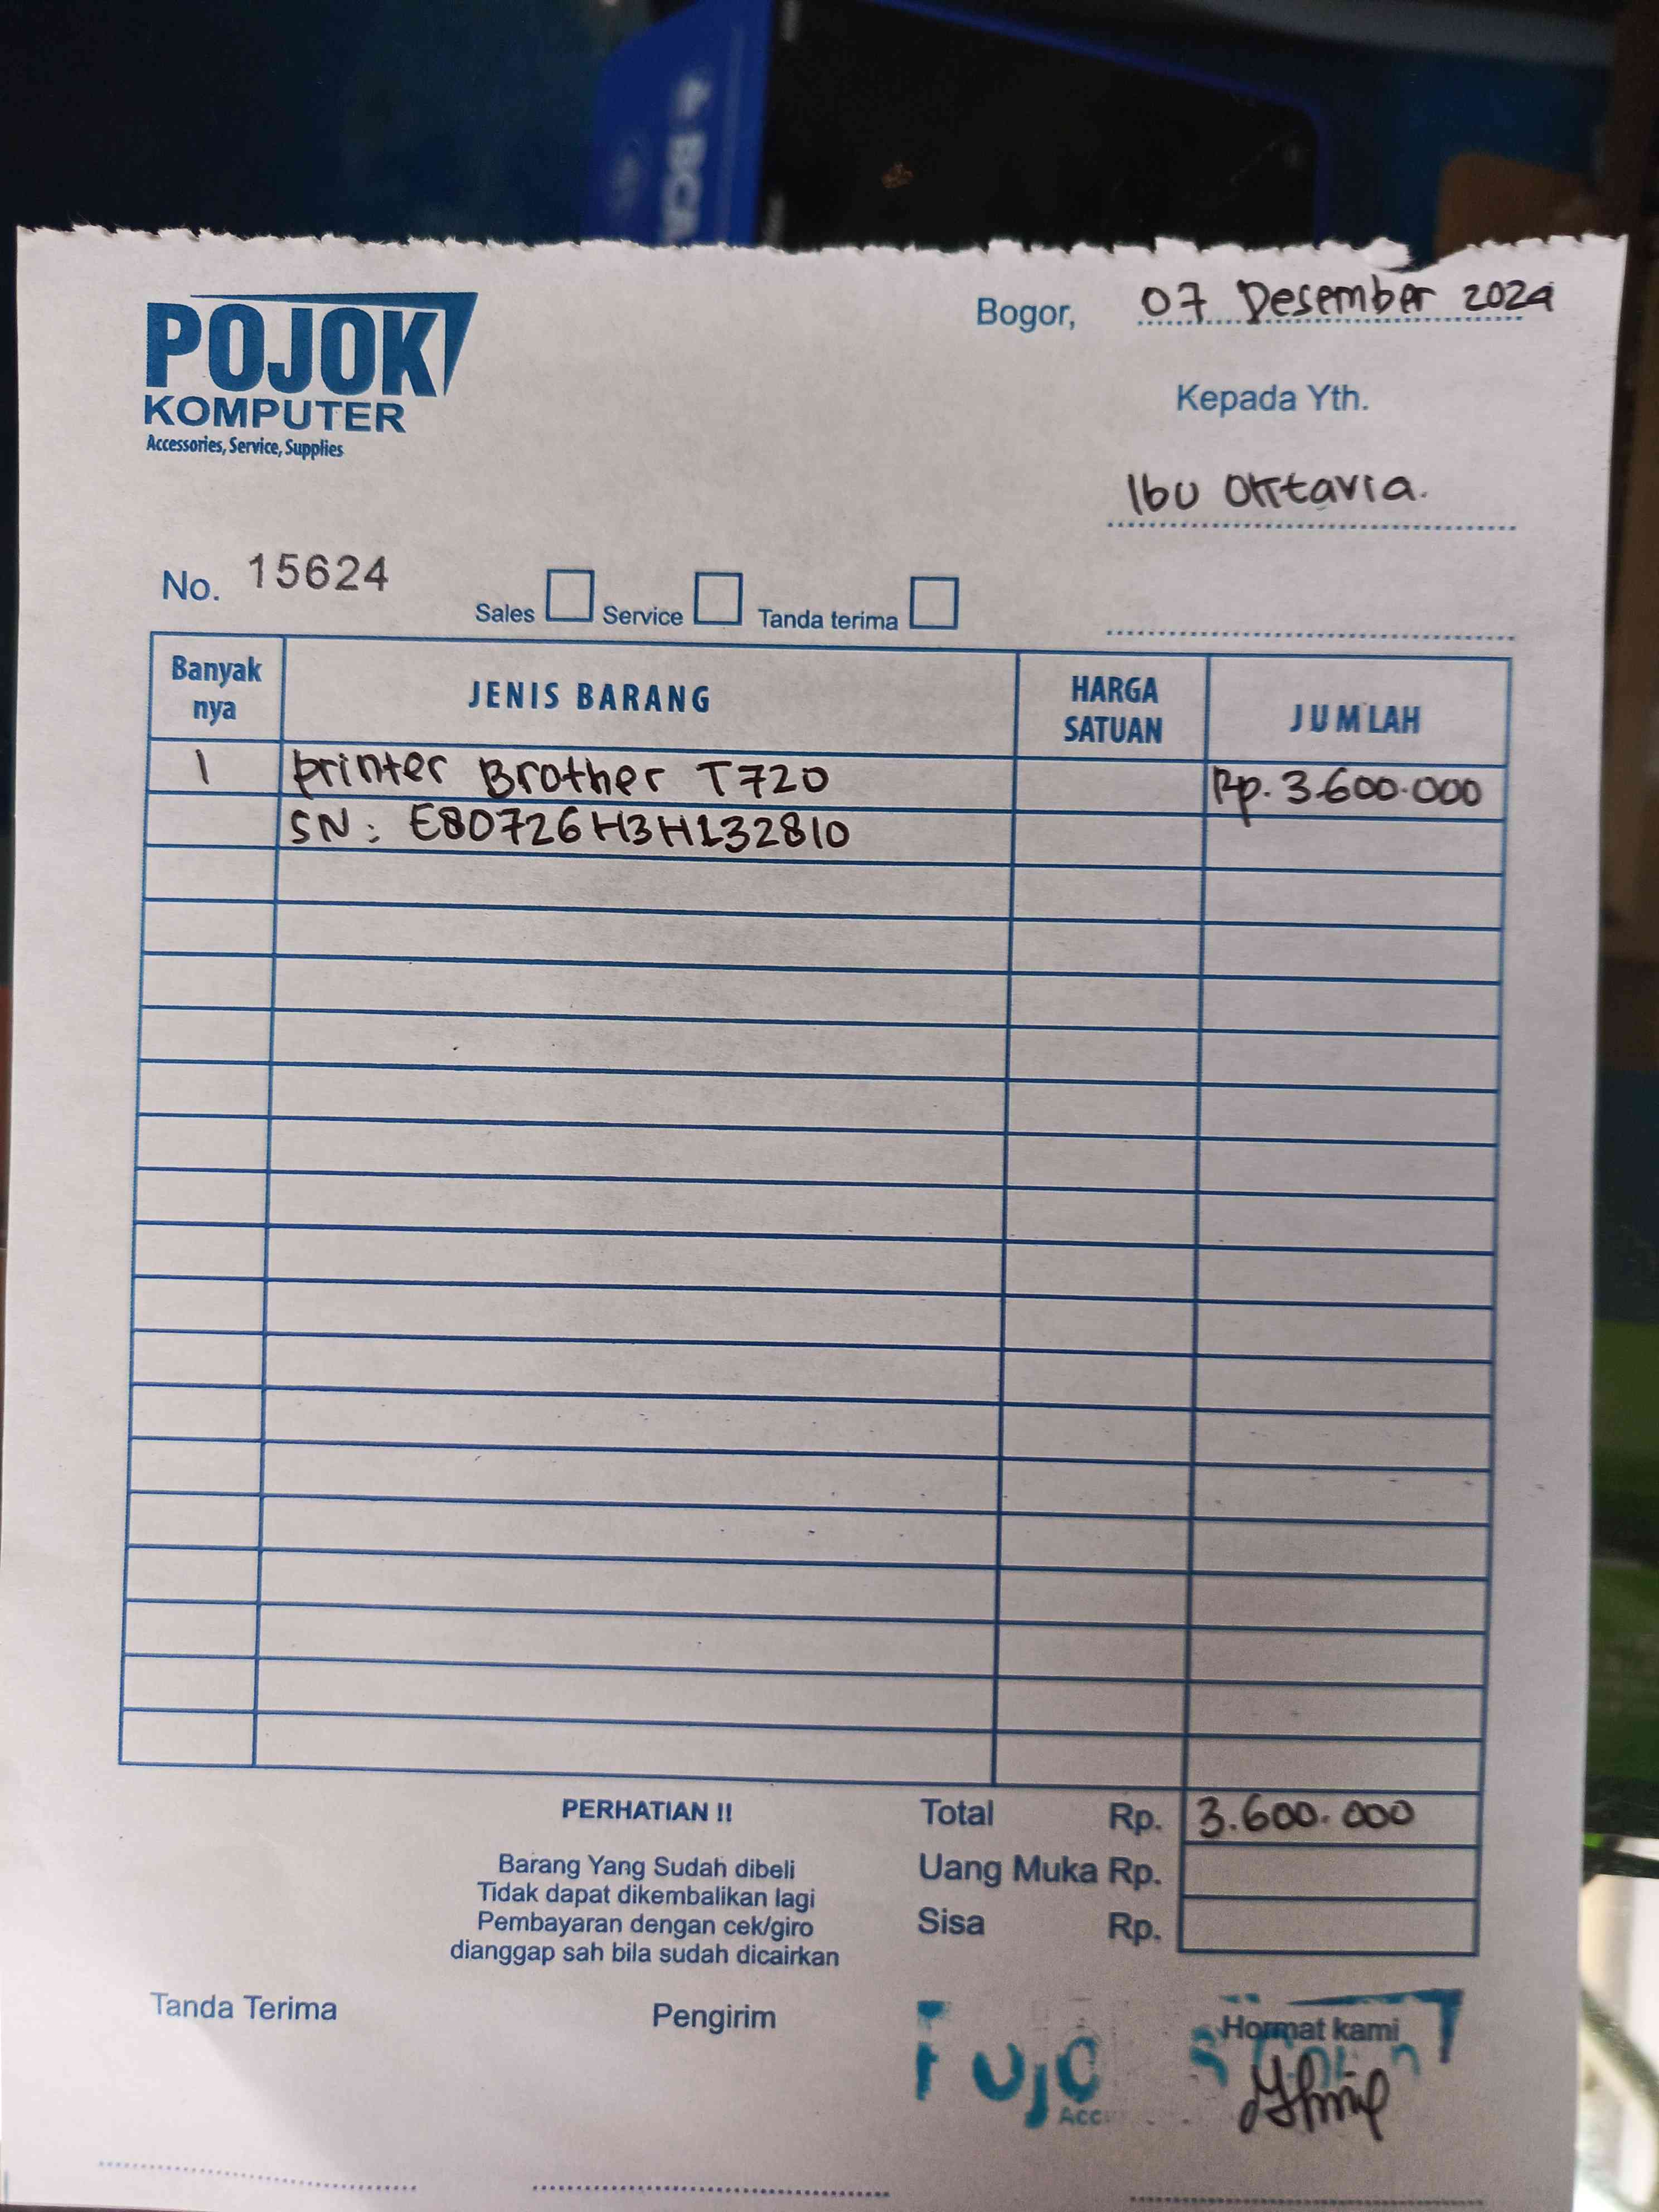 BCA
POJOK
KOMPUTER
Accessories, Service, Supplies
Bogor, 07 Desember 2024
Kepada Yth.
Ibu Oktavia.
No. 15624
Sales Service Tanda terima
Banyak nya JENIS BARANG HARGA SATUAN JUMLAH
1 printer Brother T720 Rp. 3.600.000
SN : E80726H3H132810
PERHATIAN !!
Barang Yang Sudah dibeli
Tidak dapat dikembalikan lagi
Pembayaran dengan cek/giro
dianggap sah bila sudah dicairkan
Total Rp. 3.600.000
Uang Muka Rp.
Sisa Rp.
Tanda Terima Pengirim Hormat kami